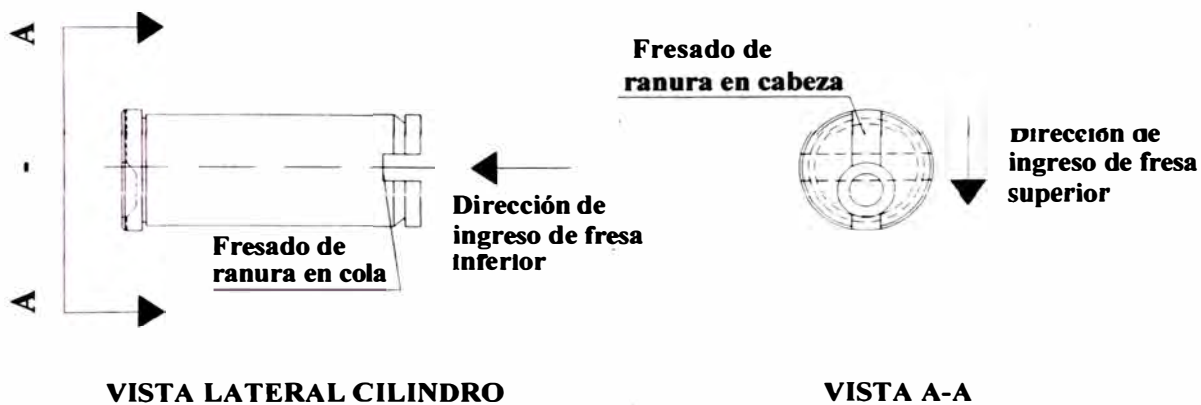 A
Fresado de
ranura en cabeza
Dirección de
ingreso de fresa
superior
-
Dirección de
ingreso de fresa
inferior
Fresado de
ranura en cola
A
VISTA LATERAL CILINDRO
VISTA A-A